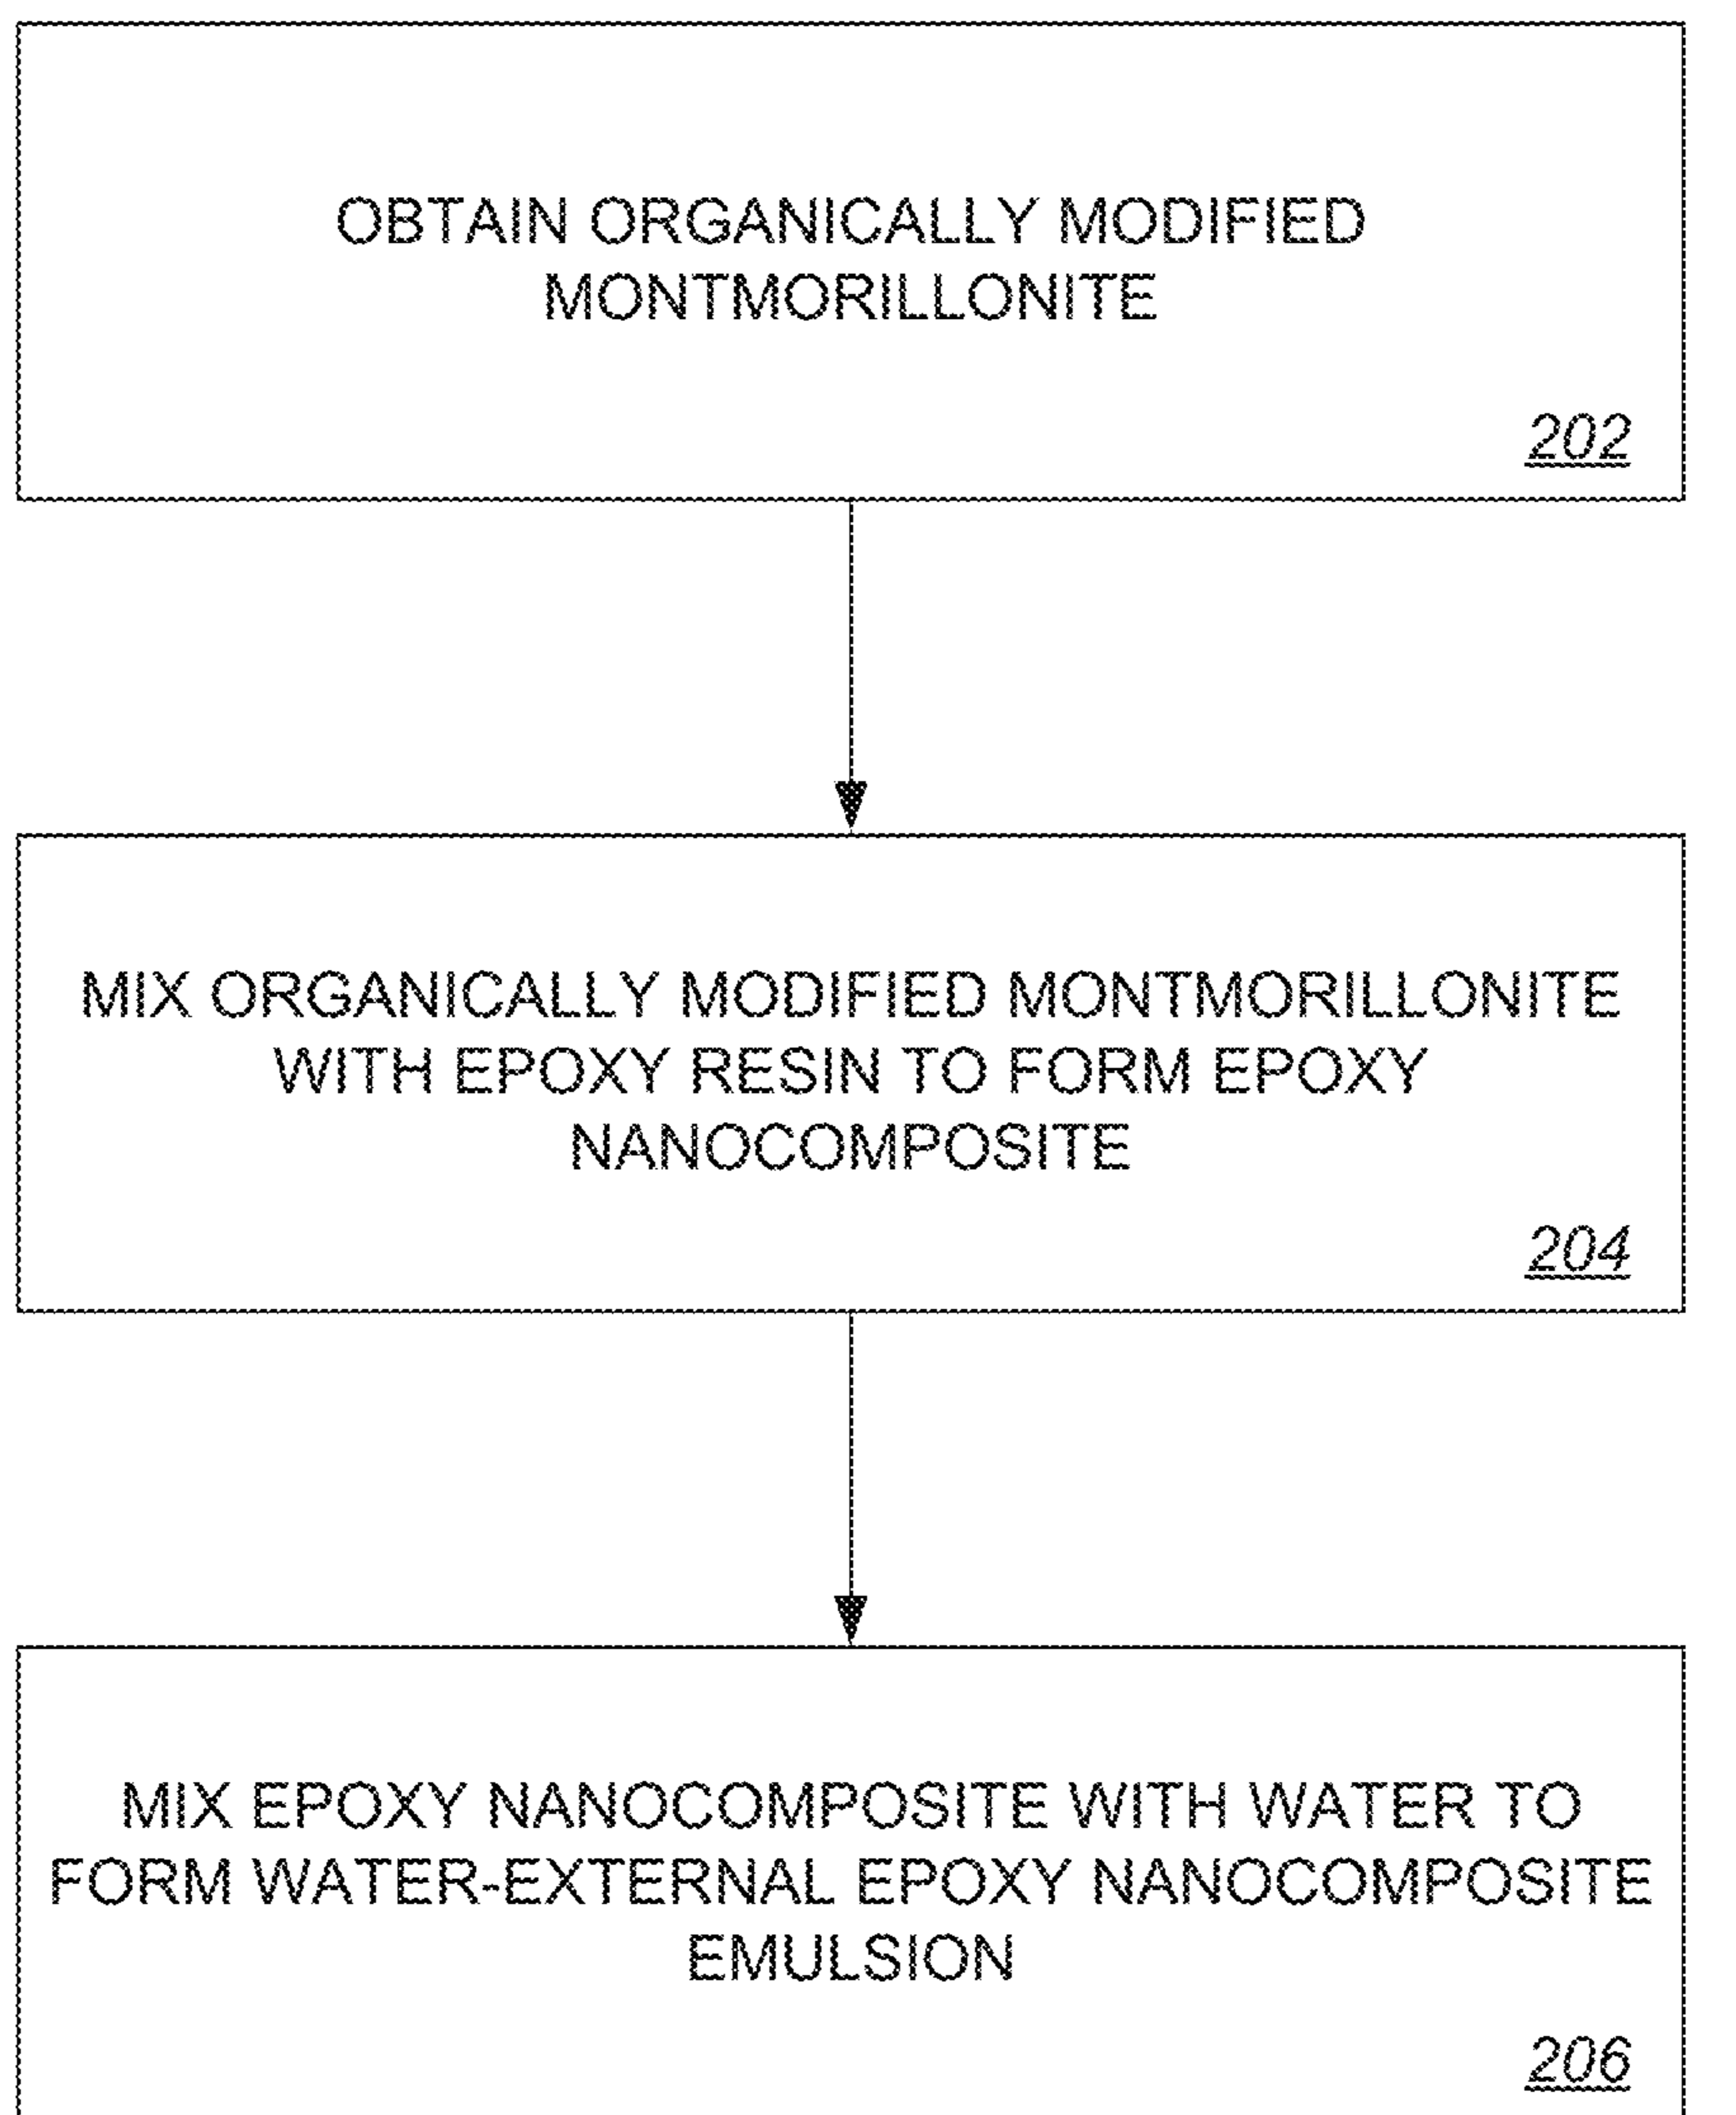 OBTAIN ORGANICALLY MODIFIED
MONTMORILLONITE
202
MIX ORGANICALLY MODIFIED MONTMORILLONITE
WITH EPOXY RESIN TO FORM EPOXY
NANOCOMPOSITE
204
MIX EPOXY NANOCOMPOSITE WITH WATER TO
FORM WATER-EXTERNAL EPOXY NANOCOMPOSITE
EMULSION
206